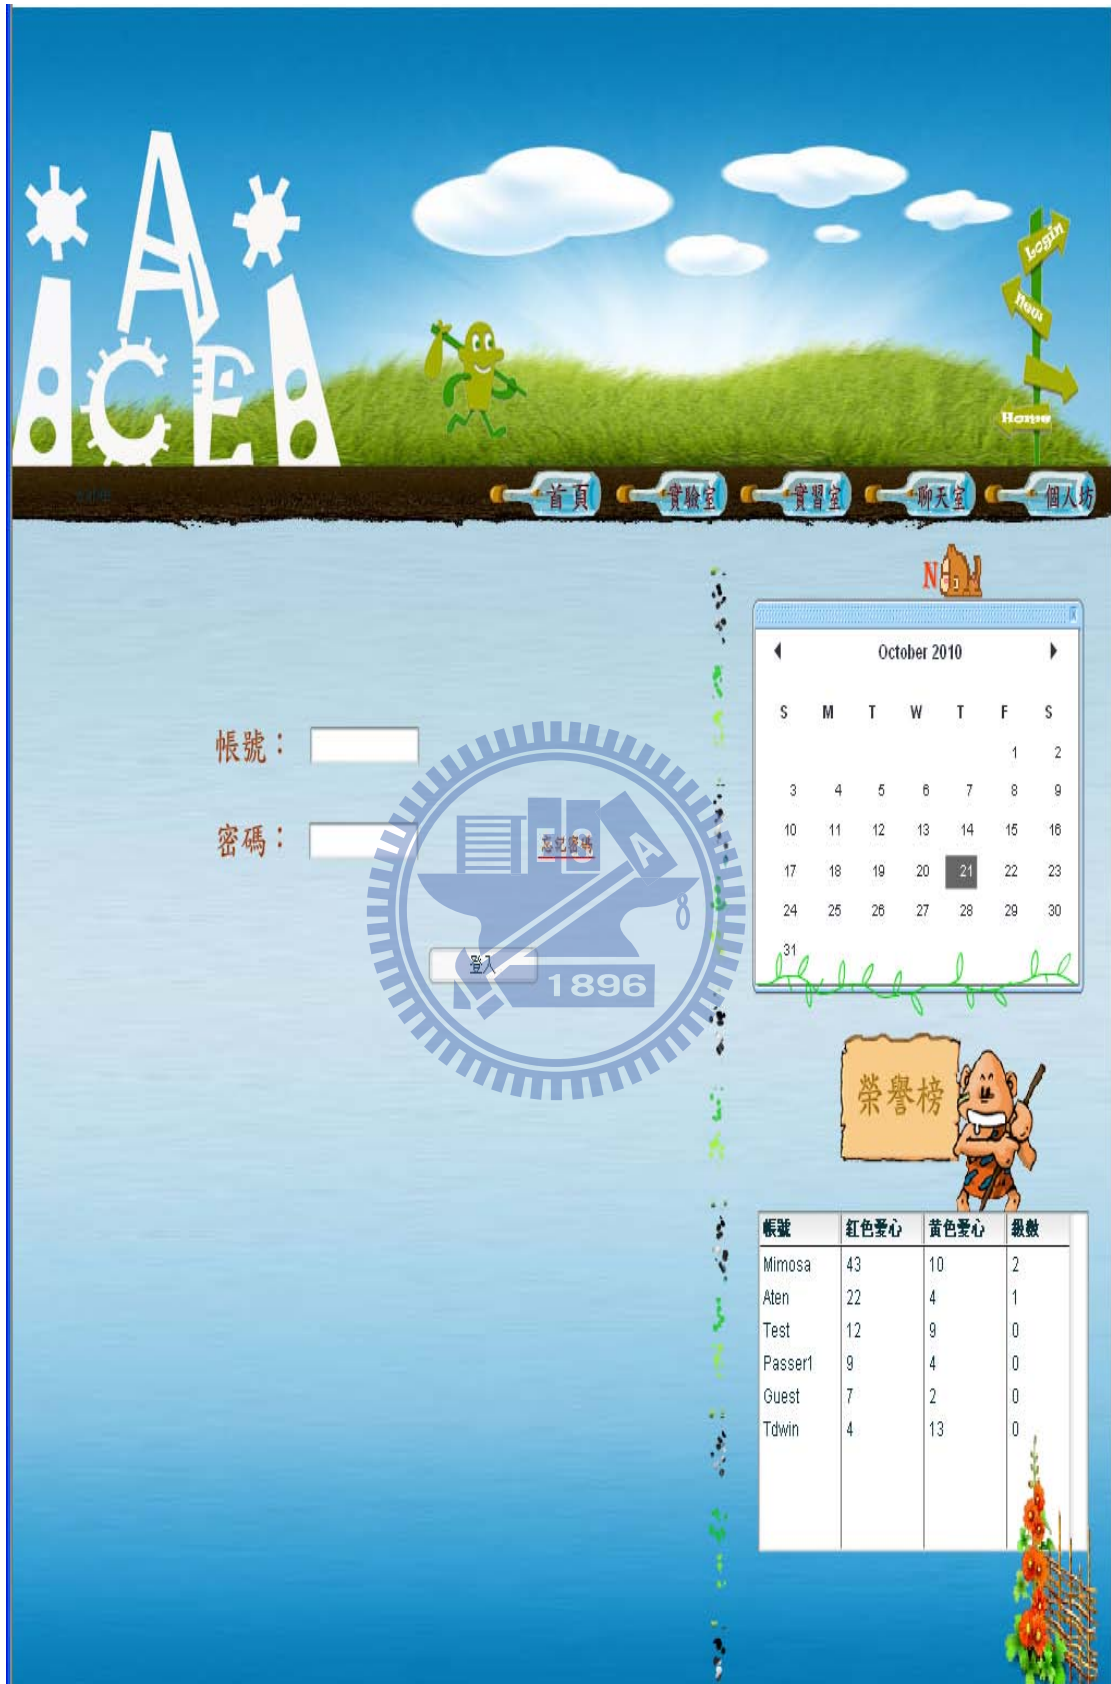 A
CE
Login
New
Home
首頁 實驗室 實習室 聊天室 個人坊
N
October 2010
S M T W T F S
1 2
3 4 5 6 7 8 9
10 11 12 13 14 15 16
17 18 19 20 21 22 23
24 25 26 27 28 29 30
31
帳號：
密碼：
忘記密碼
登入
E S A
1896
榮譽榜
帳號 紅色愛心 黃色愛心 級數
Mimosa 43 10 2
Aten 22 4 1
Test 12 9 0
Passer1 9 4 0
Guest 7 2 0
Tdwin 4 13 0